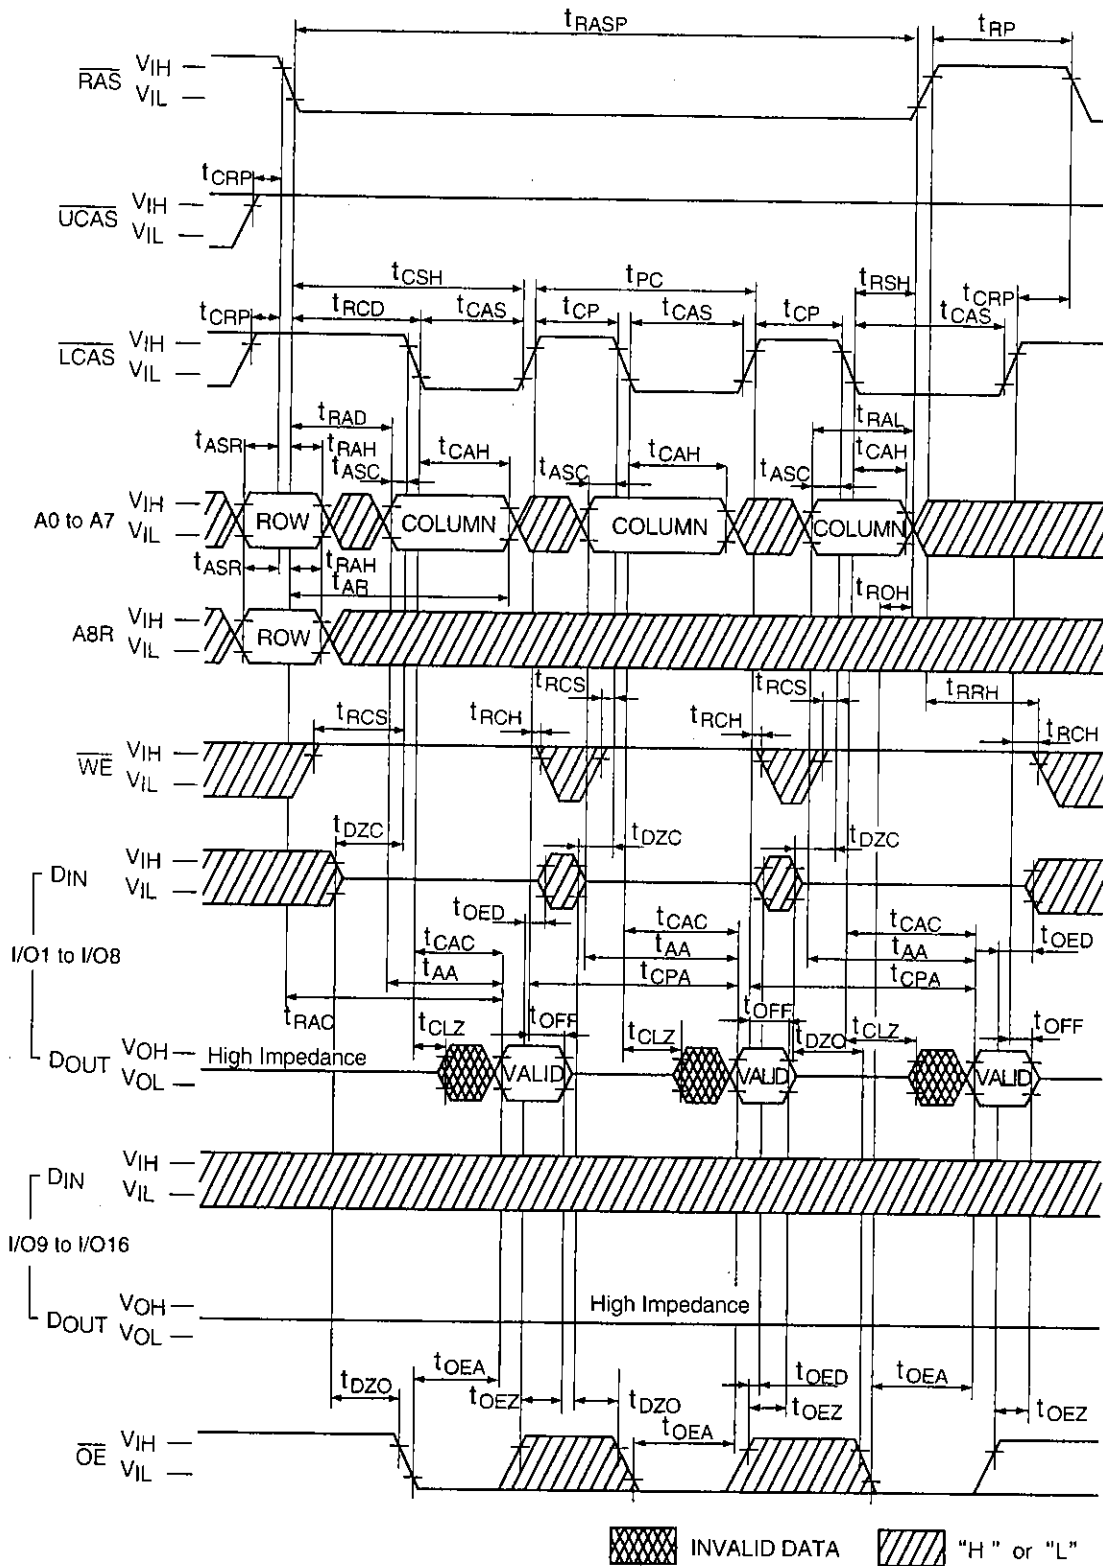 tRASP tRP
RAS VIH
VIL
tCRP
UCAS VIH
VIL
tCSH tPC tRSH
tCRP tRCD tCAS tCP tCAS tCP tCRP
tCAS
LCAS VIH
VIL
tRAD tRAL
tASR tRAH tCAH tCAH tCAH
tASC tASC tASC
A0 to A7 VIH
VIL
ROW COLUMN COLUMN COLUMN
tASR tRAH
tAR tROH
A8R VIH
VIL
ROW
tRCS tRCS tRRH
tRCS tRCH tRCH tRCH
WE VIH
VIL
tDZC tDZC tDZC
DIN VIH
VIL
tOED tCAC tCAC tOED
I/O1 to I/O8
tCAC tAA tAA
tAA tCPA tCPA
tRAC tCLZ tOFF tCLZ tOFF tDZO tCLZ tOFF
DOUT VOH
VOL
High Impedance VALID VALID VALID
DIN VIH
VIL
I/O9 to I/O16
DOUT VOH
VOL
High Impedance
tOEA tOED tOEA
tDZO tOEZ tDZO tOEZ tOEZ
tOEA
OE VIH
VIL
INVALID DATA "H" or "L"